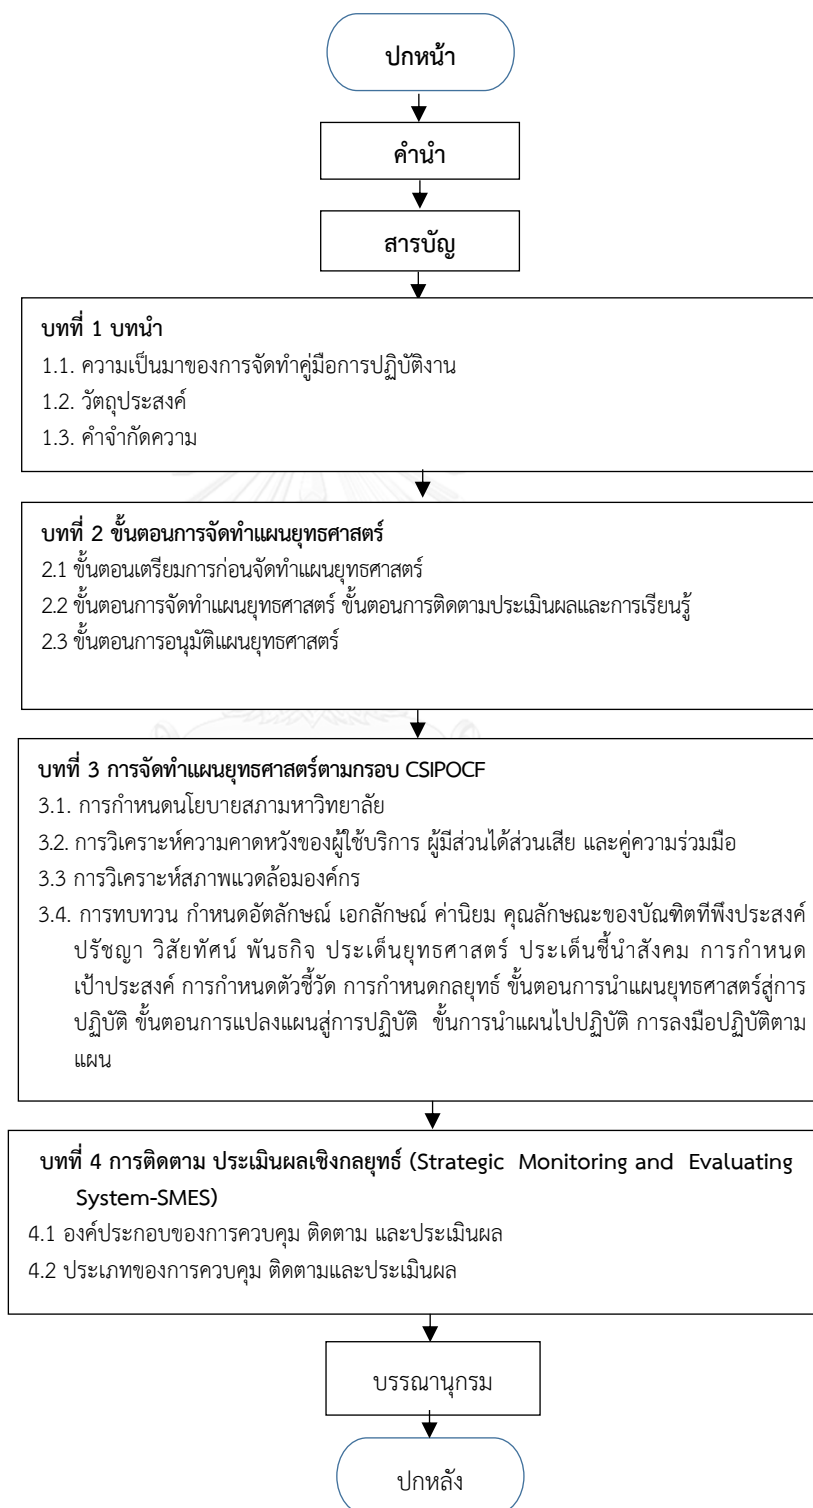 ปกหน้า
คำนำ
สารบัญ
บทที่ 1 บทนำ
1.1. ความเป็นมาของการจัดทำคู่มือการปฏิบัติงาน
1.2. วัตถุประสงค์
1.3. คำจำกัดความ
บทที่ 2 ขั้นตอนการจัดทำแผนยุทธศาสตร์
2.1 ขั้นตอนเตรียมการก่อนจัดทำแผนยุทธศาสตร์
2.2 ขั้นตอนการจัดทำแผนยุทธศาสตร์ ขั้นตอนการติดตามประเมินผลและการเรียนรู้
2.3 ขั้นตอนการอนุมัติแผนยุทธศาสตร์
บทที่ 3 การจัดทำแผนยุทธศาสตร์ตามกรอบ CSIPOCF
3.1. การกำหนดนโยบายสภามหาวิทยาลัย
3.2. การวิเคราะห์ความคาดหวังของผู้ใช้บริการ ผู้มีส่วนได้ส่วนเสีย และคู่ความร่วมมือ
3.3 การวิเคราะห์สภาพแวดล้อมองค์กร
3.4. การทบทวน กำหนดอัตลักษณ์ เอกลักษณ์ ค่านิยม คุณลักษณะของบัณฑิตทีพึงประสงค์
ปรัชญา วิสัยทัศน์ พันธกิจ ประเด็นยุทธศาสตร์ ประเด็นชี้นำสังคม การกำหนด
เป้าประสงค์ การกำหนดตัวชี้วัด การกำหนดกลยุทธ์ ขั้นตอนการนำแผนยุทธศาสตร์สู่การ
ปฏิบัติ ขั้นตอนการแปลงแผนสู่การปฏิบัติ ขั้นการนำแผนไปปฏิบัติ การลงมือปฏิบัติตาม
แผน
บทที่ 4 การติดตาม ประเมินผลเชิงกลยุทธ์ (Strategic Monitoring and Evaluating
System-SMES)
4.1 องค์ประกอบของการควบคุม ติดตาม และประเมินผล
4.2 ประเภทของการควบคุม ติดตามและประเมินผล
บรรณานุกรม
ปกหลัง